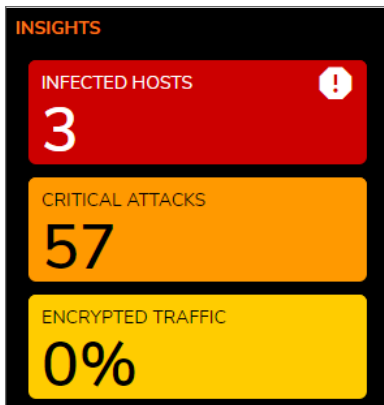 INSIGHTS
INFECTED HOSTS
!
3
CRITICAL ATTACKS
57
ENCRYPTED TRAFFIC
0%